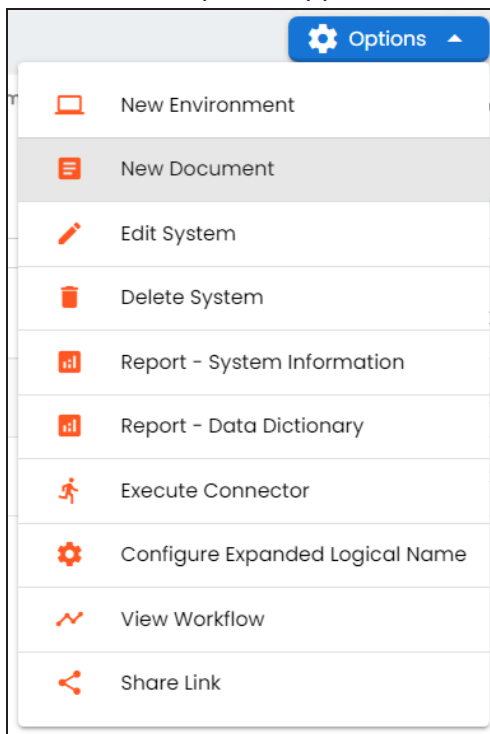 Options
New Environment
New Document
Edit System
Delete System
Report - System Information
Report - Data Dictionary
Execute Connector
Configure Expanded Logical Name
View Workflow
Share Link